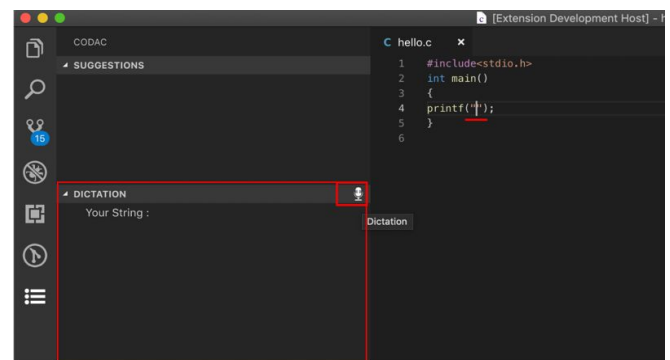 [Extension Development Host] - h
CODAC
SUGGESTIONS
15
DICTATION
Your String :
Dictation
C hello.c ×
1 #include<stdio.h>
2 int main()
3 {
4 printf("");
5 }
6